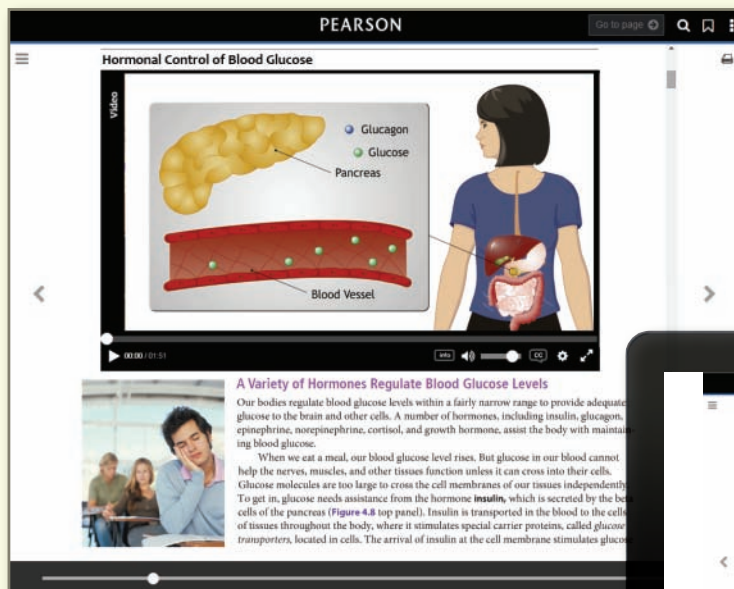 PEARSON
Go to page
Hormonal Control of Blood Glucose
Video
Glucagon
Glucose
Pancreas
Blood Vessel
00:00 / 01:51
info
CC
A Variety of Hormones Regulate Blood Glucose Levels
Our bodies regulate blood glucose levels within a fairly narrow range to provide adequate
glucose to the brain and other cells. A number of hormones, including insulin, glucagon,
epinephrine, norepinephrine, cortisol, and growth hormone, assist the body with maintain-
ing blood glucose.
When we eat a meal, our blood glucose level rises. But glucose in our blood cannot
help the nerves, muscles, and other tissues function unless it can cross into their cells.
Glucose molecules are too large to cross the cell membranes of our tissues independently.
To get in, glucose needs assistance from the hormone insulin, which is secreted by the
cells of the pancreas (Figure 4.8 top panel). Insulin is transported in the blood to the cells
of tissues throughout the body, where it stimulates special carrier proteins, called glucose
transporters, located in cells. The arrival of insulin at the cell membrane stimulates